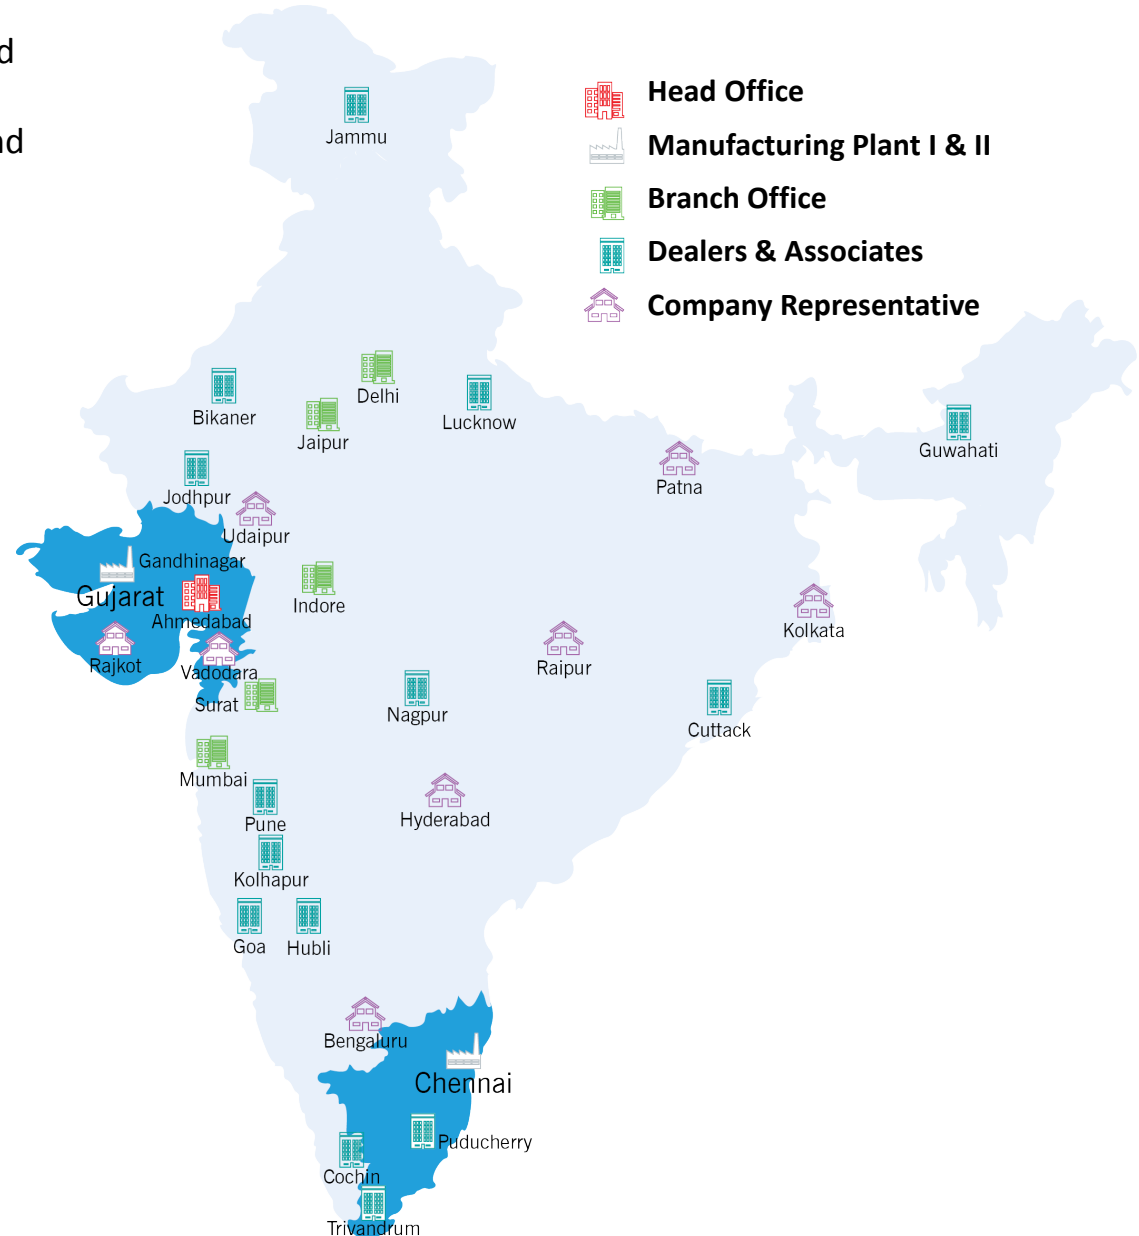 d
nd
Head Office
Manufacturing Plant I & II
Branch Office
Dealers & Associates
Company Representative
Jammu
Delhi
Bikaner
Lucknow
Jaipur
Guwahati
Patna
Jodhpur
Udaipur
Gandhinagar
Gujarat
Indore
Ahmedabad
Kolkata
Rajkot
Vadodara
Raipur
Surat
Nagpur
Cuttack
Mumbai
Pune
Hyderabad
Kolhapur
Goa
Hubli
Bengaluru
Chennai
Puducherry
Cochin
Trivandrum